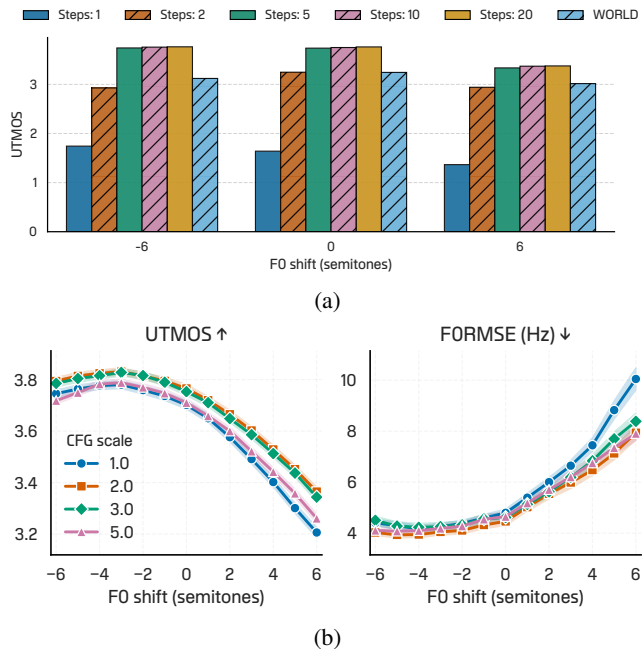 Steps: 1 Steps: 2 Steps: 5 Steps: 10 Steps: 20 WORLD
UTMOS
3
2
1
0
-6 0 6
F0 shift (semitones)
(a)
UTMOS ↑ F0RMSE (Hz) ↓
3.8
3.6
3.4
3.2
CFG scale
1.0
2.0
3.0
5.0
−6 −4 −2 0 2 4 6
F0 shift (semitones)
10
8
6
4
−6 −4 −2 0 2 4 6
F0 shift (semitones)
(b)